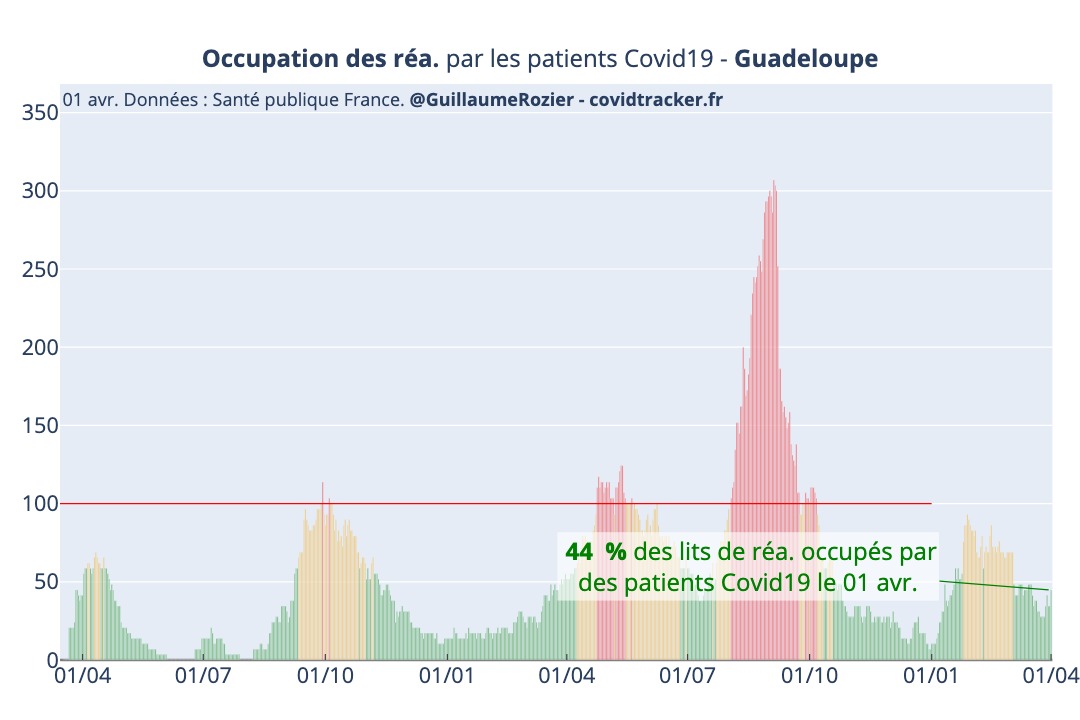 Occupation des réa. par les patients Covid19 - Guadeloupe
01 avr. Données : Santé publique France. @GuillaumeRozier - covidtracker.fr
350
300
250
200
150
100
50
0
44 % des lits de réa. occupés par
des patients Covid19 le 01 avr.
01/04 01/07 01/10 01/01 01/04 01/07 01/10 01/01 01/04